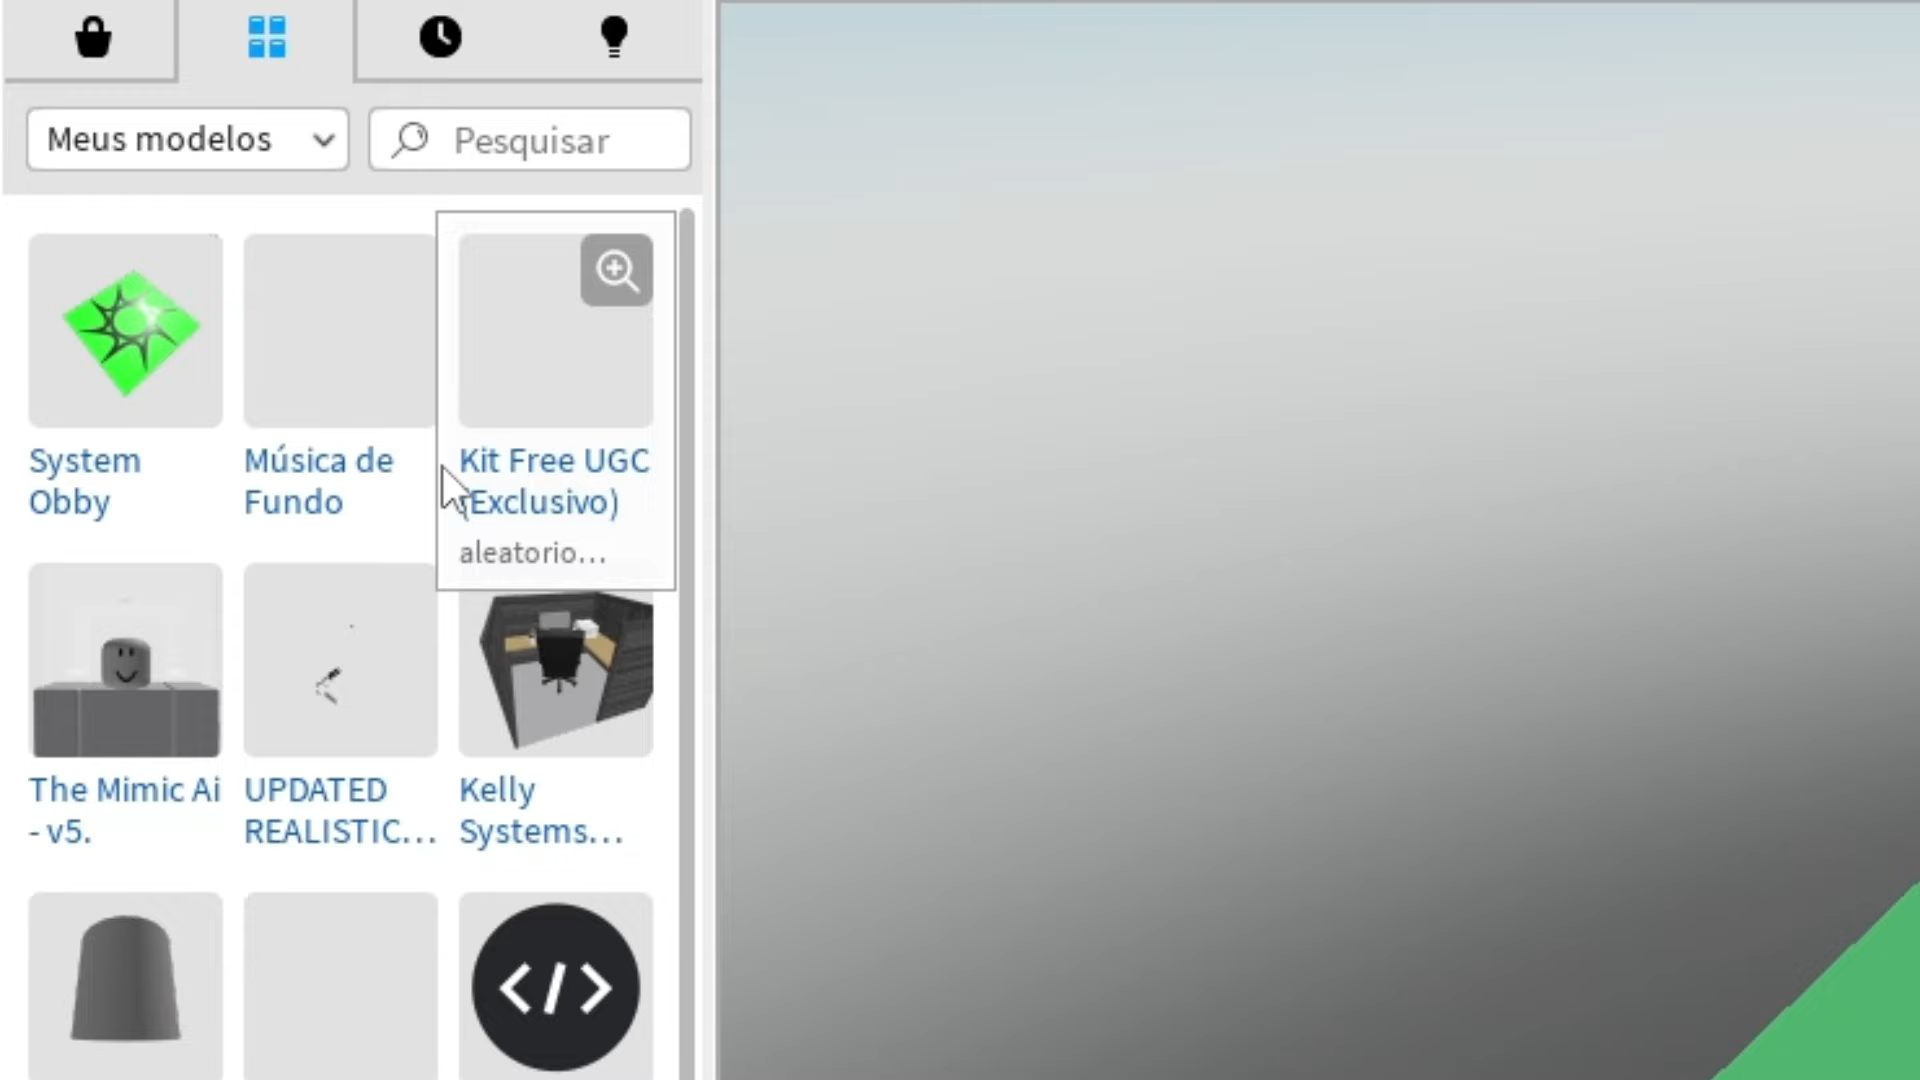 Meus modelos
Pesquisar
System
Obby
Música de
Fundo
Kit Free UGC
(Exclusivo)
aleatorio...
The Mimic Ai
- v5.
UPDATED
REALISTIC...
Kelly
Systems...